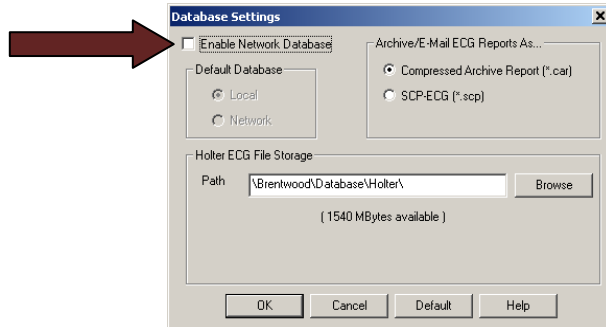 Database Settings
Enable Network Database
Default Database
Local
Network
Archive/E-Mail ECG Reports As...
Compressed Archive Report (*.car)
SCP-ECG (*.scp)
Holter ECG File Storage
Path
\Brentwood\Database\Holter\
Browse
( 1540 MBytes available )
OK
Cancel
Default
Help